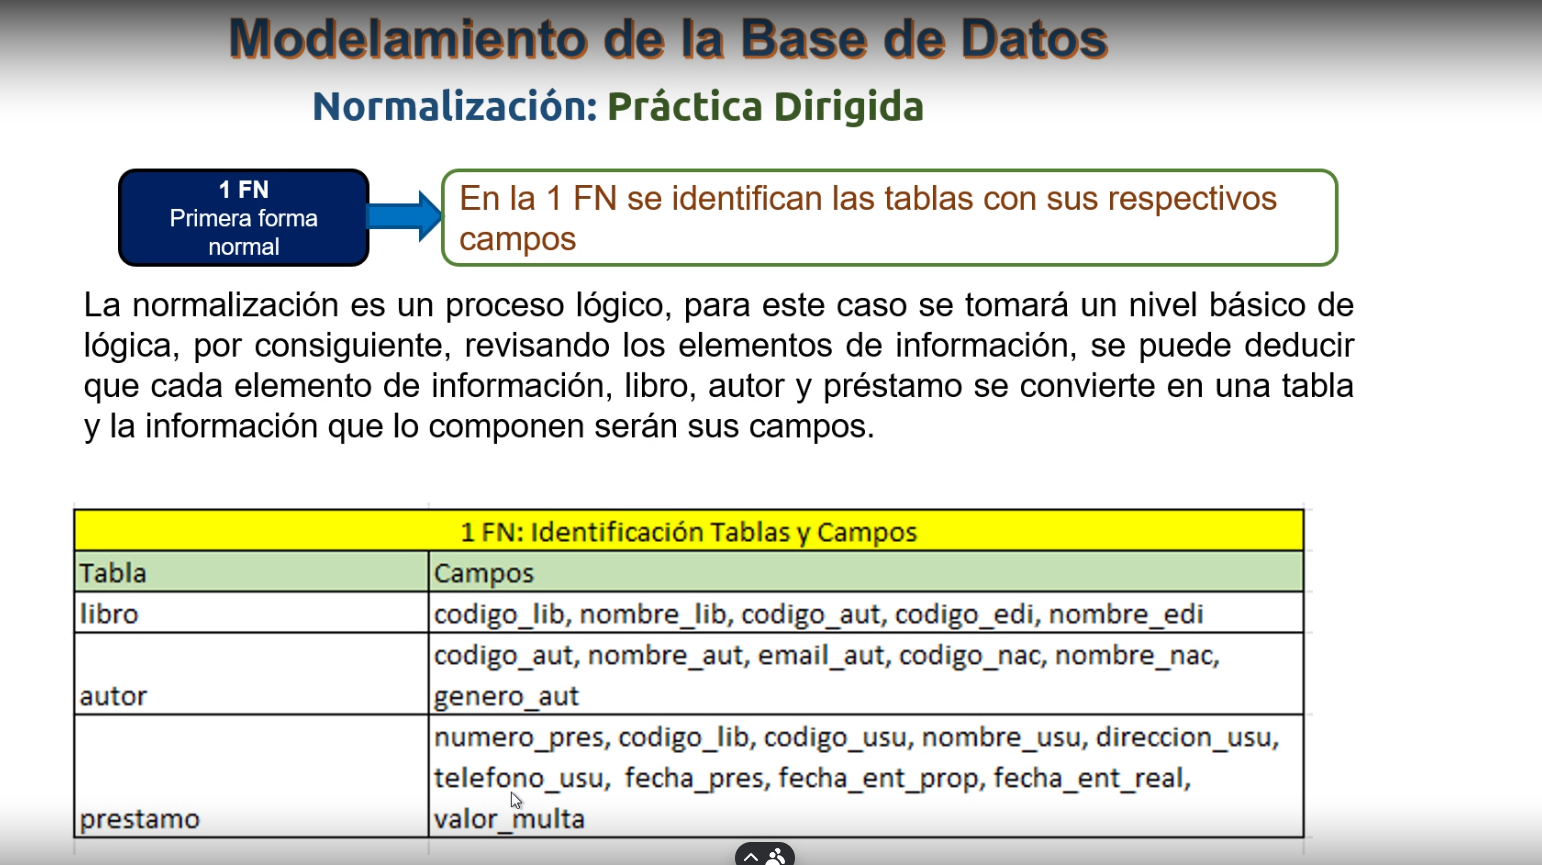 Modelamiento de la Base de Datos
Normalización: Práctica Dirigida
1 FN
Primera forma
normal
En la 1 FN se identifican las tablas con sus respectivos
campos
La normalización es un proceso lógico, para este caso se tomará un nivel básico de
lógica, por consiguiente, revisando los elementos de información, se puede deducir
que cada elemento de información, libro, autor y préstamo se convierte en una tabla
y la información que lo componen serán sus campos.
1 FN: Identificación Tablas y Campos
Tabla Campos
libro codigo_lib, nombre_lib, codigo_aut, codigo_edi, nombre_edi
codigo_aut, nombre_aut, email_aut, codigo_nac, nombre_nac,
autor genero_aut
numero_pres, codigo_lib, codigo_usu, nombre_usu, direccion_usu,
telefono_usu, fecha_pres, fecha_ent_prop, fecha_ent_real,
prestamo valor_multa